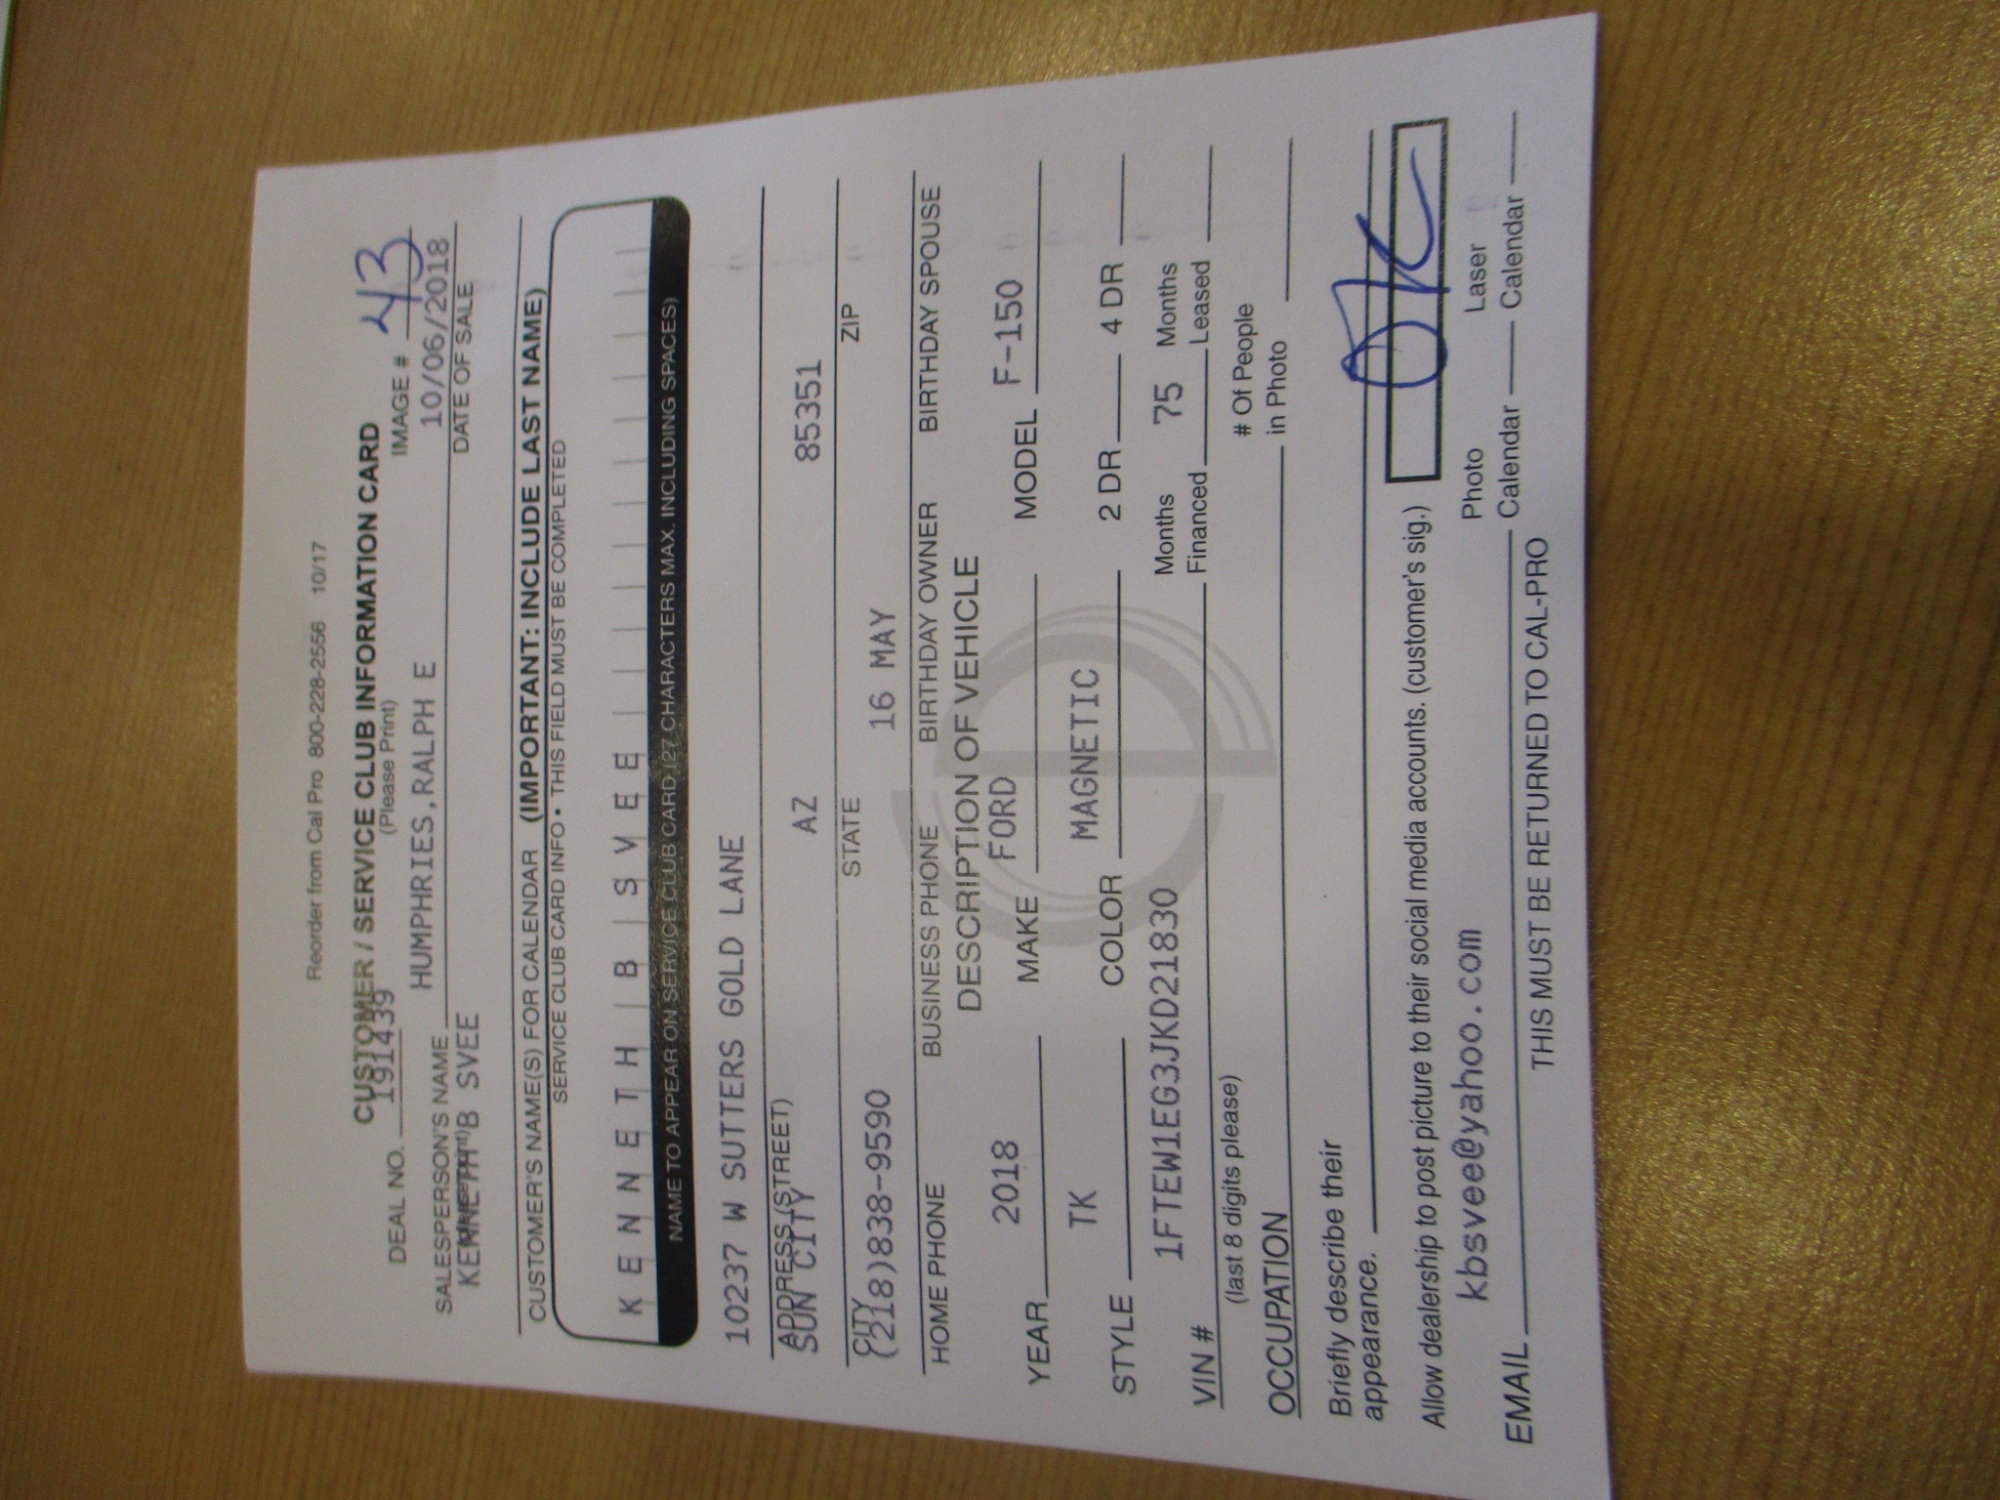 Reorder from Cal Pro 800-228-2556 10/17
CUSTOMER / SERVICE CLUB INFORMATION CARD
(Please Print)
DEAL NO. 191439 IMAGE # 43
HUMPHRIES,RALPH E 10/06/2018
SALESPERSON'S NAME DATE OF SALE
KENNETH B SVEE
CUSTOMER'S NAME(S) FOR CALENDAR (IMPORTANT: INCLUDE LAST NAME)
SERVICE CLUB CARD INFO • THIS FIELD MUST BE COMPLETED
KENNETH B SVEE
NAME TO APPEAR ON SERVICE CLUB CARD (27 CHARACTERS MAX. INCLUDING SPACES)
10237 W SUTTERS GOLD LANE
ADDRESS (STREET)
SUN CITY AZ 85351
CITY STATE ZIP
(218)838-9590 16 MAY
HOME PHONE BUSINESS PHONE BIRTHDAY OWNER BIRTHDAY SPOUSE
DESCRIPTION OF VEHICLE
YEAR 2018 MAKE FORD MODEL F-150
STYLE TK COLOR MAGNETIC 2 DR 4 DR
VIN # 1FTEW1EG3JKD21830 Months Financed 75 Months Leased
(last 8 digits please)
OCCUPATION # Of People in Photo
Briefly describe their
appearance.
Allow dealership to post picture to their social media accounts. (customer's sig.) OK
EMAIL kbsvee@yahoo.com Photo Calendar Laser Calendar
THIS MUST BE RETURNED TO CAL-PRO